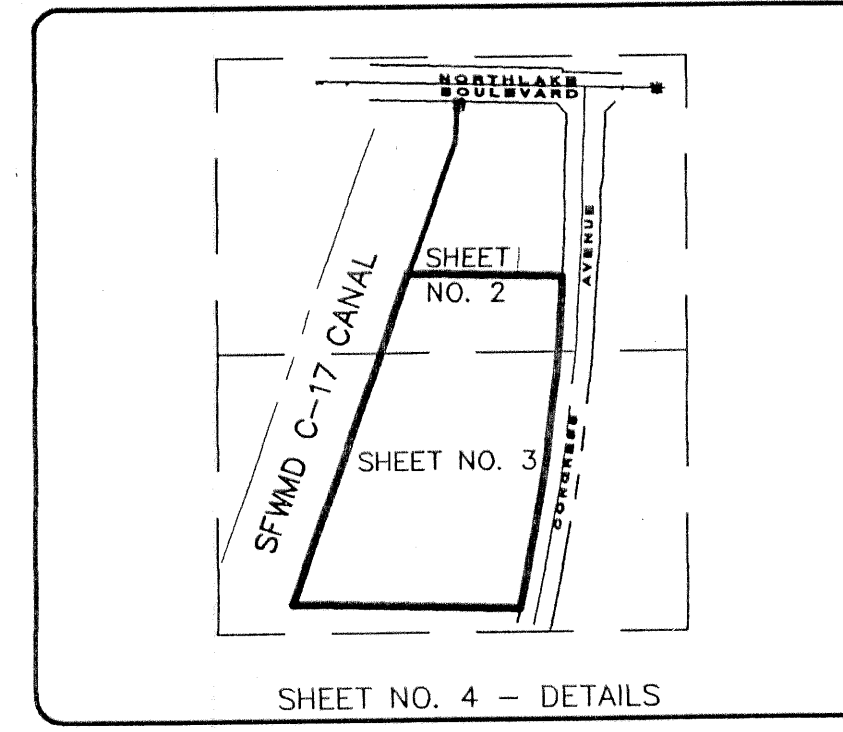 NORTHLAKE
BOULEVARD
SHEET
NO. 2
AVENUE
SFWMD C-17 CANAL
SHEET NO. 3
CONGRESS
SHEET NO. 4 - DETAILS